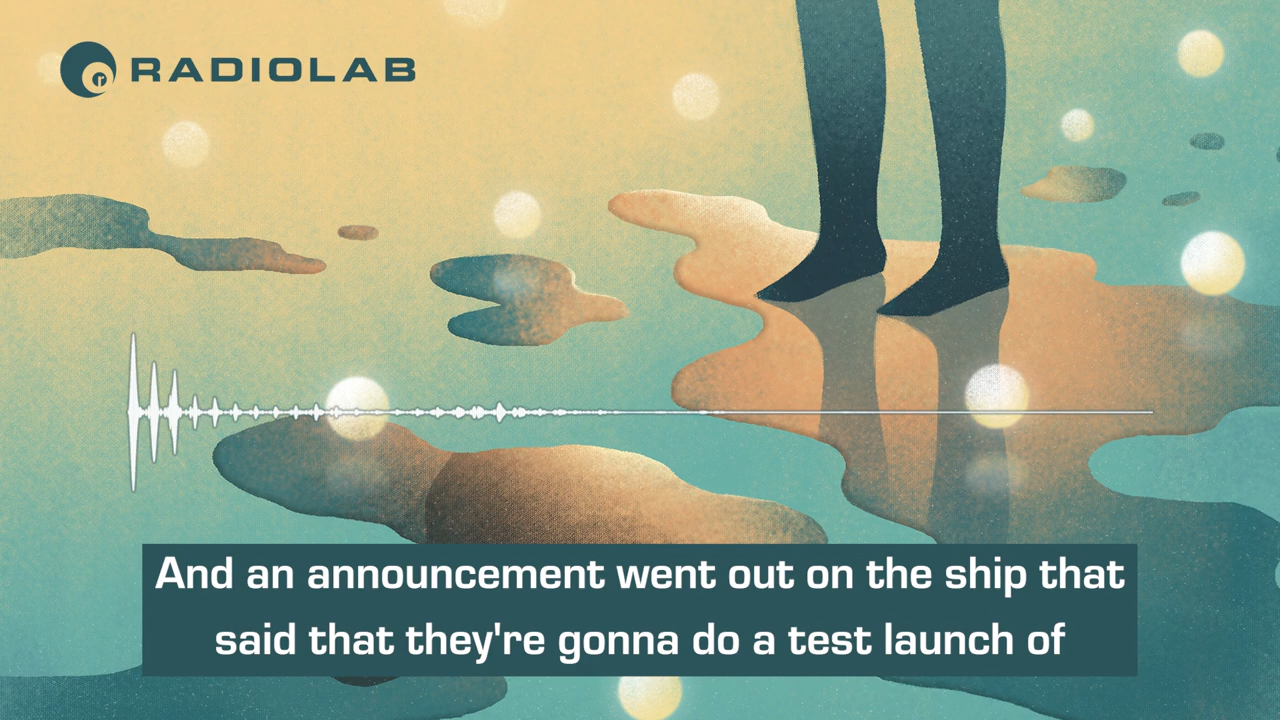 RADIOLAB
And an announcement went out on the ship that
said that they're gonna do a test launch of